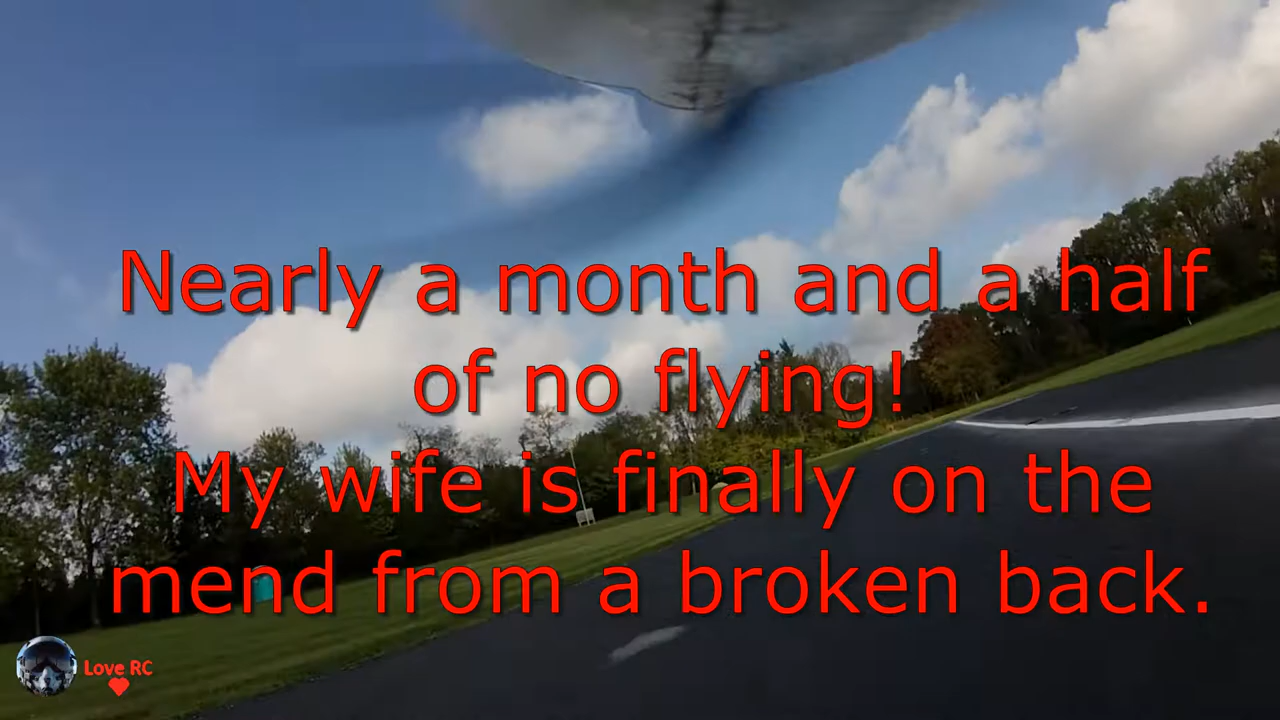 Nearly a month and a half
of no flying!
My wife is finally on the
mend from a broken back.
Love RC